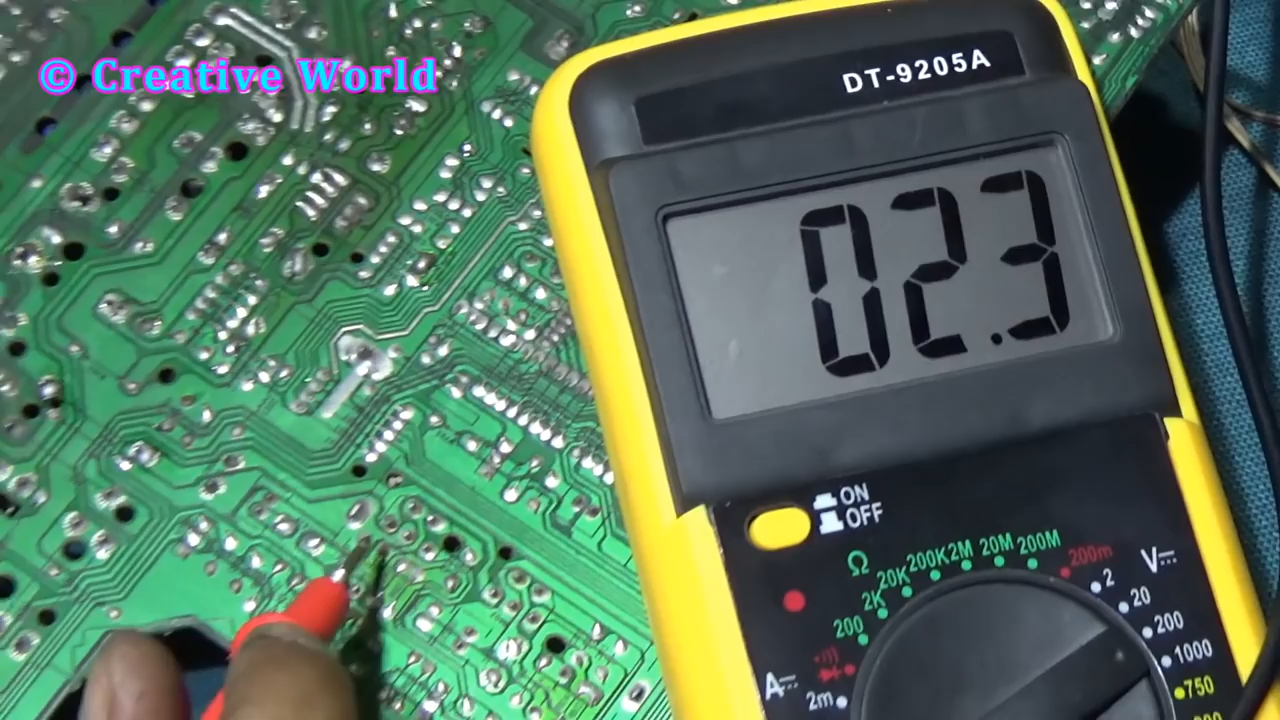 © Creative World
DT-9205A
02.3
ON
OFF
Ω
200
2K
20K
200K
2M
20M
200M
200m
V
2
20
200
1000
750
A
2m